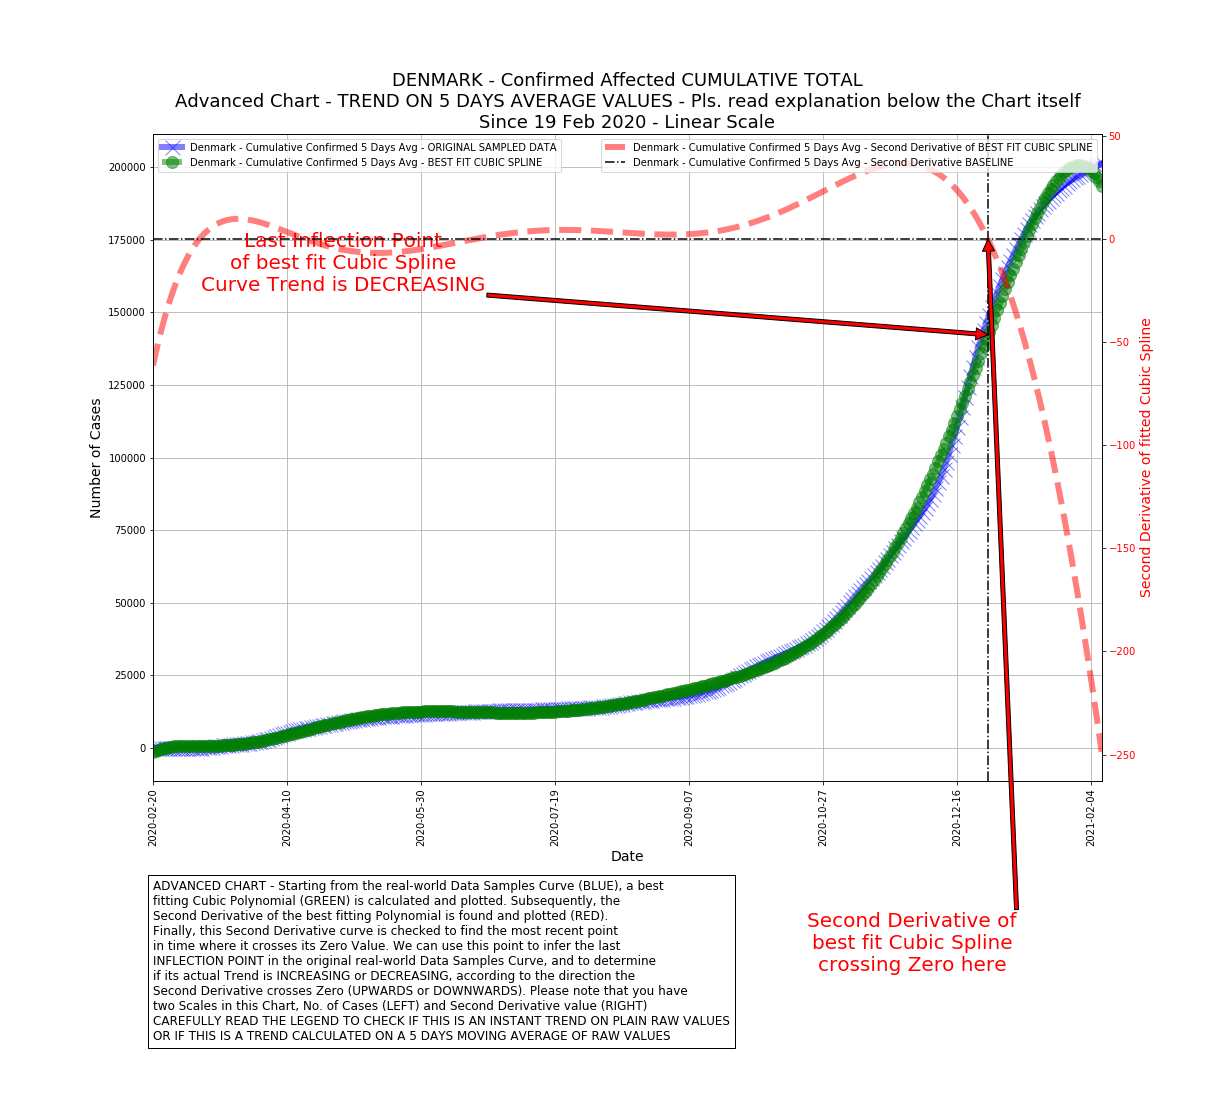 DENMARK - Confirmed Affected CUMULATIVE TOTAL
Advanced Chart - TREND ON 5 DAYS AVERAGE VALUES - Pls. read explanation below the Chart itself
Since 19 Feb 2020 - Linear Scale
Denmark - Cumulative Confirmed 5 Days Avg - ORIGINAL SAMPLED DATA
Denmark - Cumulative Confirmed 5 Days Avg - BEST FIT CUBIC SPLINE
Denmark - Cumulative Confirmed 5 Days Avg - Second Derivative of BEST FIT CUBIC SPLINE
Denmark - Cumulative Confirmed 5 Days Avg - Second Derivative BASELINE
Number of Cases
200000
175000
150000
125000
100000
75000
50000
25000
0
Last Inflection Point
of best fit Cubic Spline
Curve Trend is DECREASING
50
0
−50
−100
−150
−200
−250
Second Derivative of fitted Cubic Spline
2020-02-20
2020-04-10
2020-05-30
2020-07-19
2020-09-07
2020-10-27
2020-12-16
2021-02-04
Date
ADVANCED CHART - Starting from the real-world Data Samples Curve (BLUE), a best
fitting Cubic Polynomial (GREEN) is calculated and plotted. Subsequently, the
Second Derivative of the best fitting Polynomial is found and plotted (RED).
Finally, this Second Derivative curve is checked to find the most recent point
in time where it crosses its Zero Value. We can use this point to infer the last
INFLECTION POINT in the original real-world Data Samples Curve, and to determine
if its actual Trend is INCREASING or DECREASING, according to the direction the
Second Derivative crosses Zero (UPWARDS or DOWNWARDS). Please note that you have
two Scales in this Chart, No. of Cases (LEFT) and Second Derivative value (RIGHT)
CAREFULLY READ THE LEGEND TO CHECK IF THIS IS AN INSTANT TREND ON PLAIN RAW VALUES
OR IF THIS IS A TREND CALCULATED ON A 5 DAYS MOVING AVERAGE OF RAW VALUES
Second Derivative of
best fit Cubic Spline
crossing Zero here